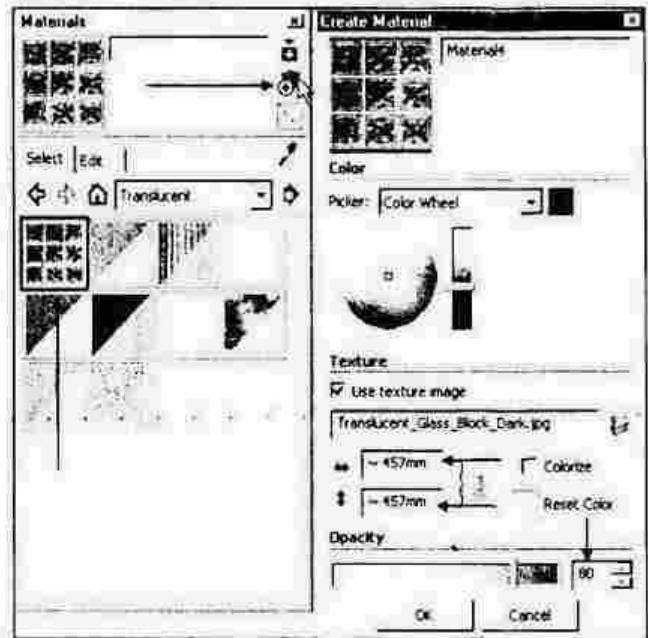 Materials
Select
Edit
Translucent
Create Material
Materials
Color
Picker: Color Wheel
Texture
Use texture image
Translucent_Glass_Block_Dark.jpg
~ 457mm
Colorize
~ 457mm
Reset Color
Opacity
80
OK
Cancel